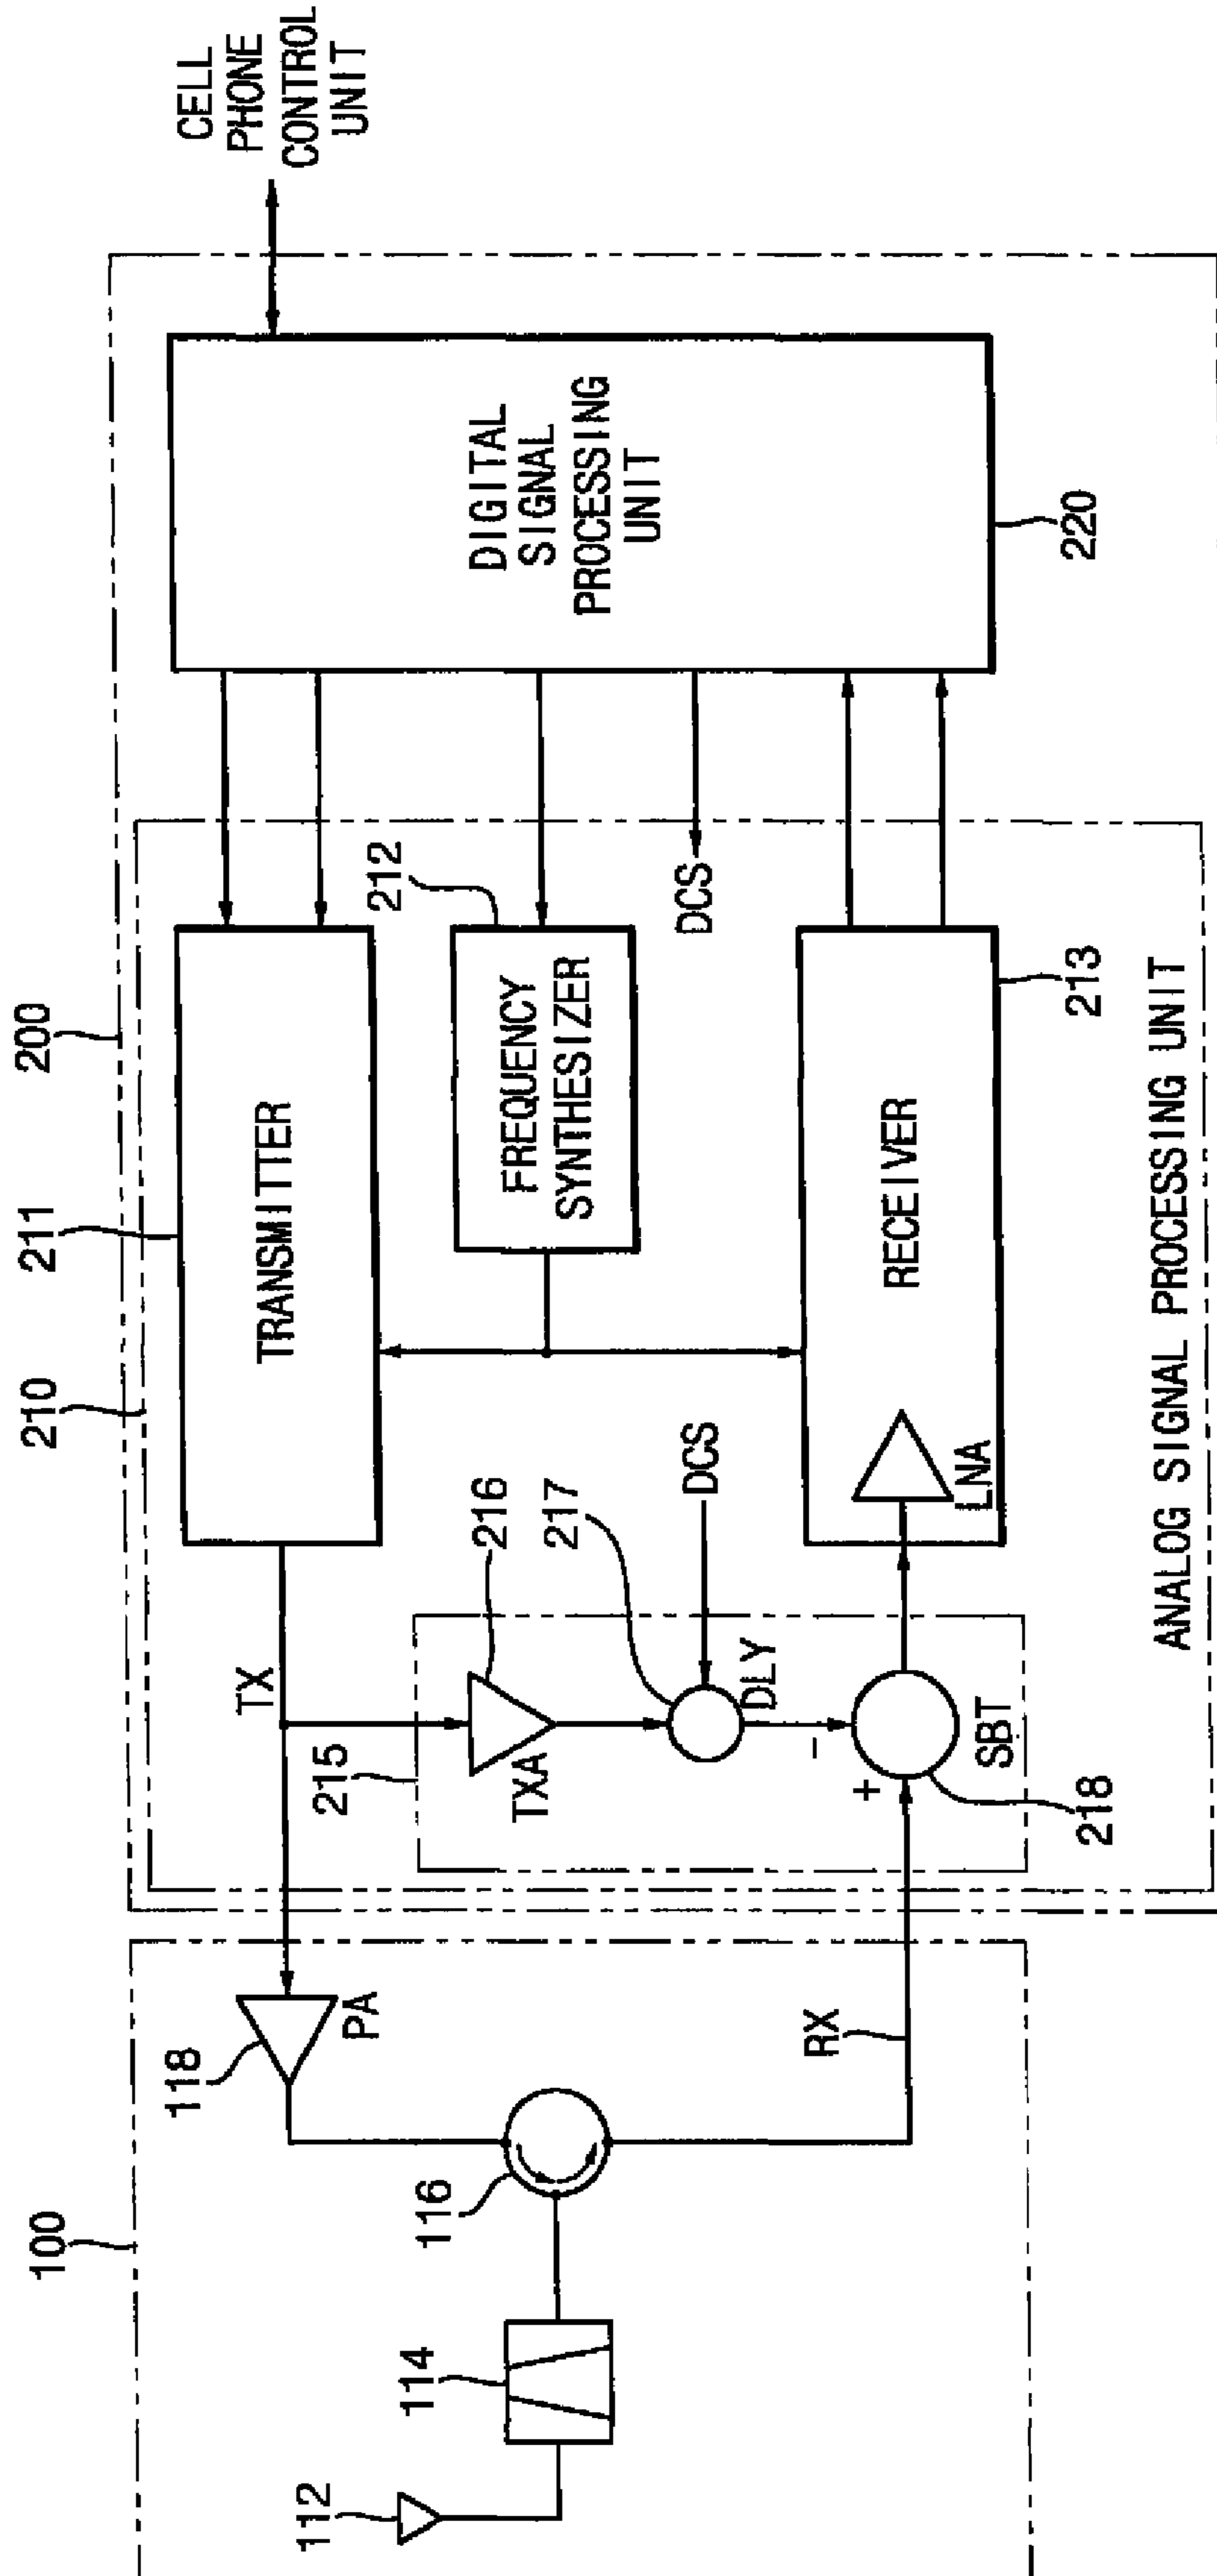 CELL
PHONE
CONTROL
UNIT
200
210
211
TRANSMITTER
212
FREQUENCY
SYNTHESIZER
DIGITAL
SIGNAL
PROCESSING
UNIT
220
DCS
RECEIVER
LNA
213
ANALOG SIGNAL PROCESSING UNIT
TX
215
216
TXA
217
DCS
DLY
-
+
SBT
218
100
118
PA
116
RX
114
112